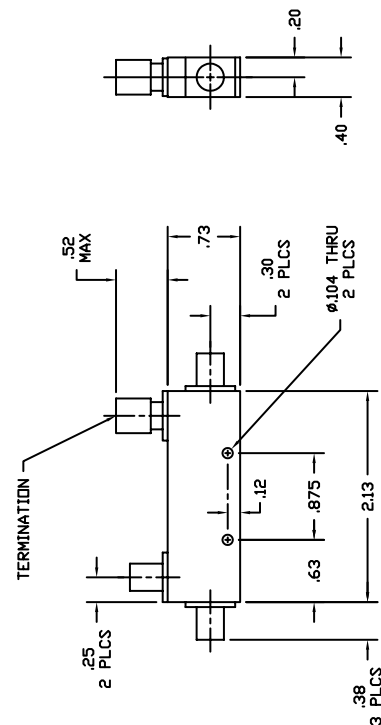 .20
.40
.52
MAX
.73
.30
2 PLCS
ø.104 THRU
2 PLCS
TERMINATION
.12
.875
2.13
.63
.25
2 PLCS
.38
3 PLCS